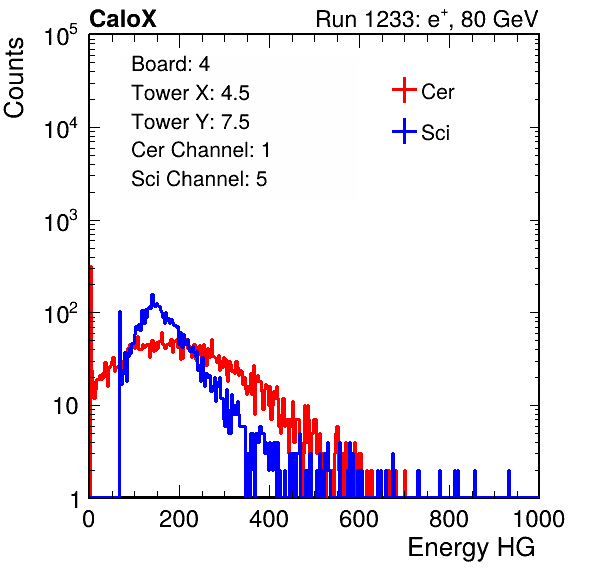 CaloX Run 1233: e⁺, 80 GeV
Counts
Board: 4
Tower X: 4.5
Tower Y: 7.5
Cer Channel: 1
Sci Channel: 5
Cer
Sci
10⁵
10⁴
10³
10²
10
1
0 200 400 600 800 1000
Energy HG